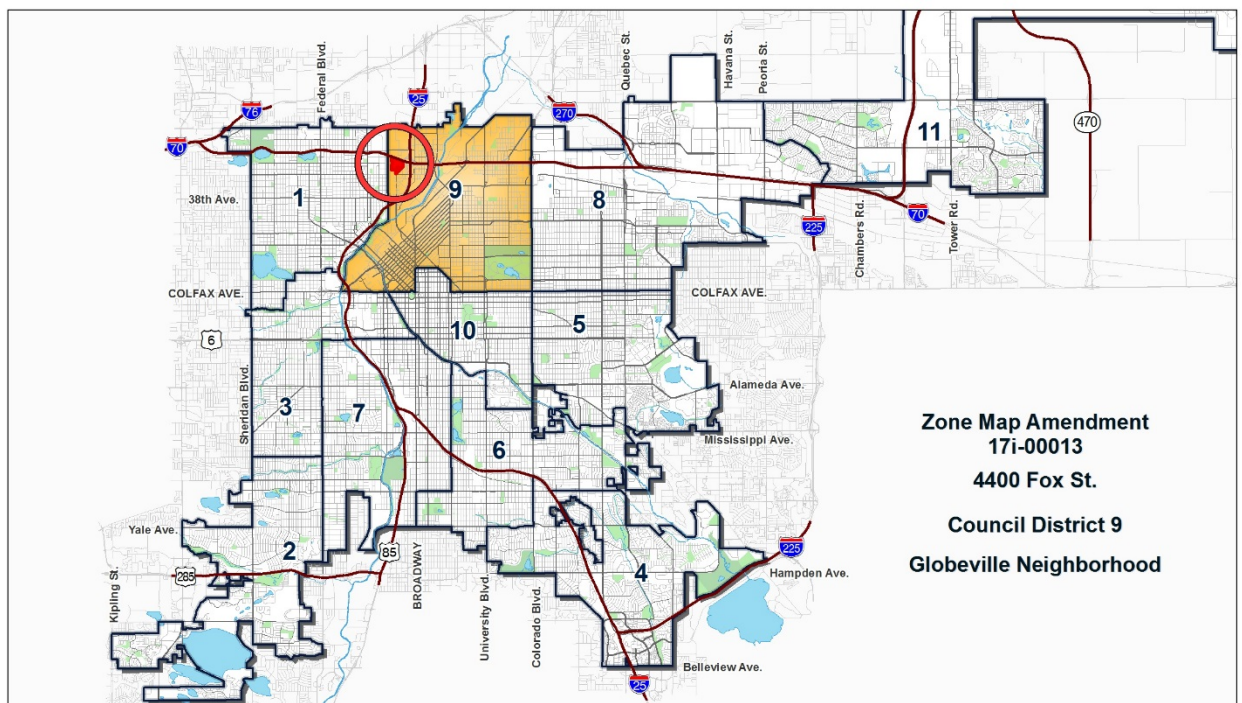 Federal Blvd.
Quebec St.
Havana St.
Peoria St.
25
76
270
470
70
11
1
9
8
38th Ave.
225
Chambers Rd.
70
Tower Rd.
COLFAX AVE.
COLFAX AVE.
6
10
5
Sheridan Blvd.
Alameda Ave.
3
7
Mississippi Ave.
6
Zone Map Amendment
17i-00013
4400 Fox St.
Council District 9
Globeville Neighborhood
Yale Ave.
2
85
225
285
4
Hampden Ave.
Kipling St.
BROADWAY
University Blvd.
Colorado Blvd.
Belleview Ave.
25